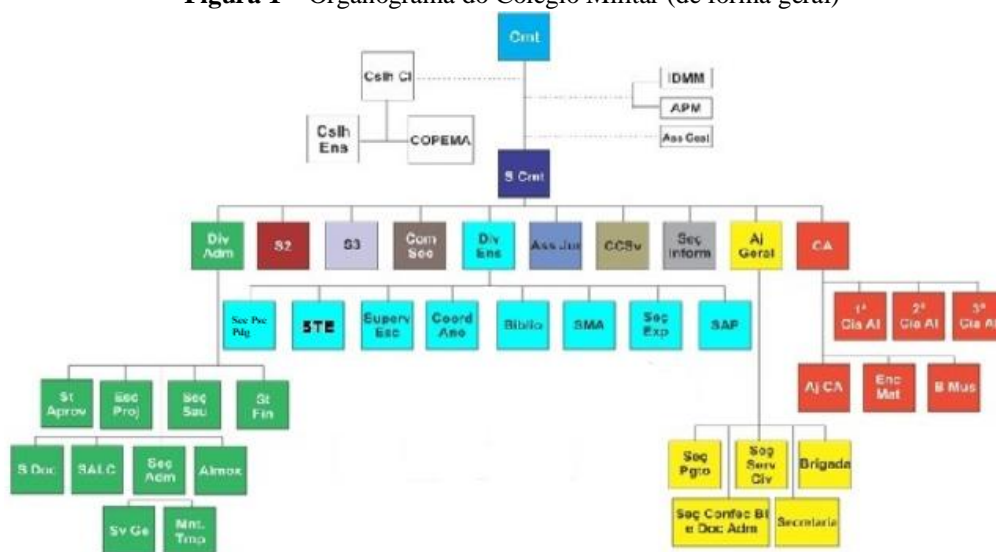 Figura 1 – Organograma do Colégio Militar (de forma geral)
Cmt
Cslh Cl
IDMM
APM
Cslh
Ens
COPEMA
Ass Gest
S Cmt
Div
Adm
S2
S3
Com
Soc
Div
Ens
Ass Jur
CCSv
Seç
Inform
Aj
Geral
CA
Sec Psc
Pdg
STE
Superv
Esc
Coord
Ano
Biblio
SMA
Seç
Exp
SAP
1ª
Cia Al
2ª
Cia Al
3ª
Cia Al
Aj CA
Enc
Mat
B Mus
St
Aprov
Esc
Proj
Seç
Sau
St
Fin
S Doc
SALC
Seç
Adm
Almox
Sv Ge
Mnt.
Tmp
Seç
Pgto
Seç
Serv
Civ
Brigada
Seç Confec BI
e Doc Adm
Secretaria